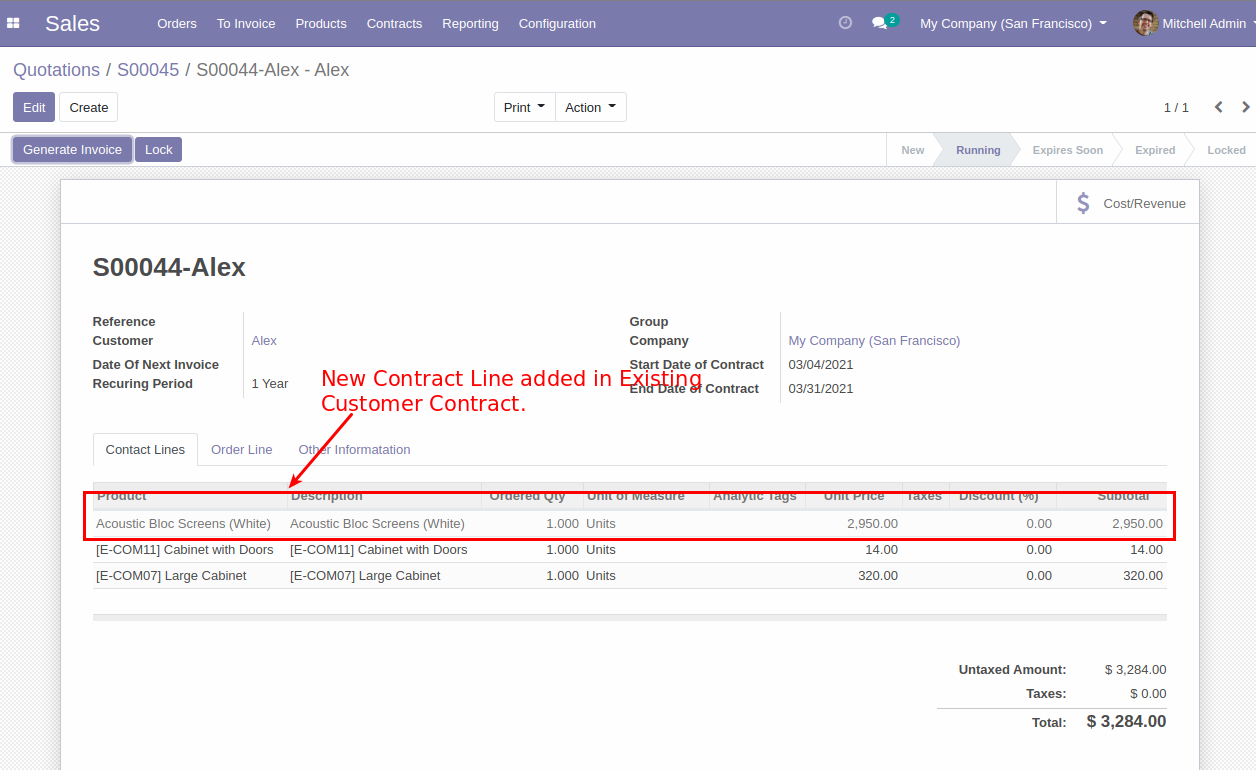 Sales Orders To Invoice Products Contracts Reporting Configuration 2 My Company (San Francisco) Mitchell Admin
Quotations / S00045 / S00044-Alex - Alex
Edit Create Print Action 1 / 1
Generate Invoice Lock New Running Expires Soon Expired Locked
$ Cost/Revenue
S00044-Alex
Reference Group
Customer Alex Company My Company (San Francisco)
Date Of Next Invoice Start Date of Contract 03/04/2021
Recuring Period 1 Year End Date of Contract 03/31/2021
New Contract Line added in Existing
Customer Contract.
Contact Lines Order Line Other Informatation
Product Description Ordered Qty Unit of Measure Analytic Tags Unit Price Taxes Discount (%) Subtotal
Acoustic Bloc Screens (White) Acoustic Bloc Screens (White) 1.000 Units 2,950.00 0.00 2,950.00
[E-COM11] Cabinet with Doors [E-COM11] Cabinet with Doors 1.000 Units 14.00 0.00 14.00
[E-COM07] Large Cabinet [E-COM07] Large Cabinet 1.000 Units 320.00 0.00 320.00
Untaxed Amount: $ 3,284.00
Taxes: $ 0.00
Total: $ 3,284.00